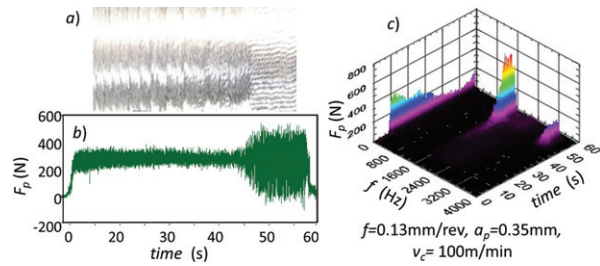 a)
b)
600
400
200
0
-200
F_p (N)
0 10 20 30 40 50 60
time (s)
c)
800
600
400
200
0
F_p (N)
0
800
1600
2400
3200
4000
f (Hz)
0 10 20 30 40 50 60
time (s)
f=0.13mm/rev, a_p=0.35mm,
v_c= 100m/min